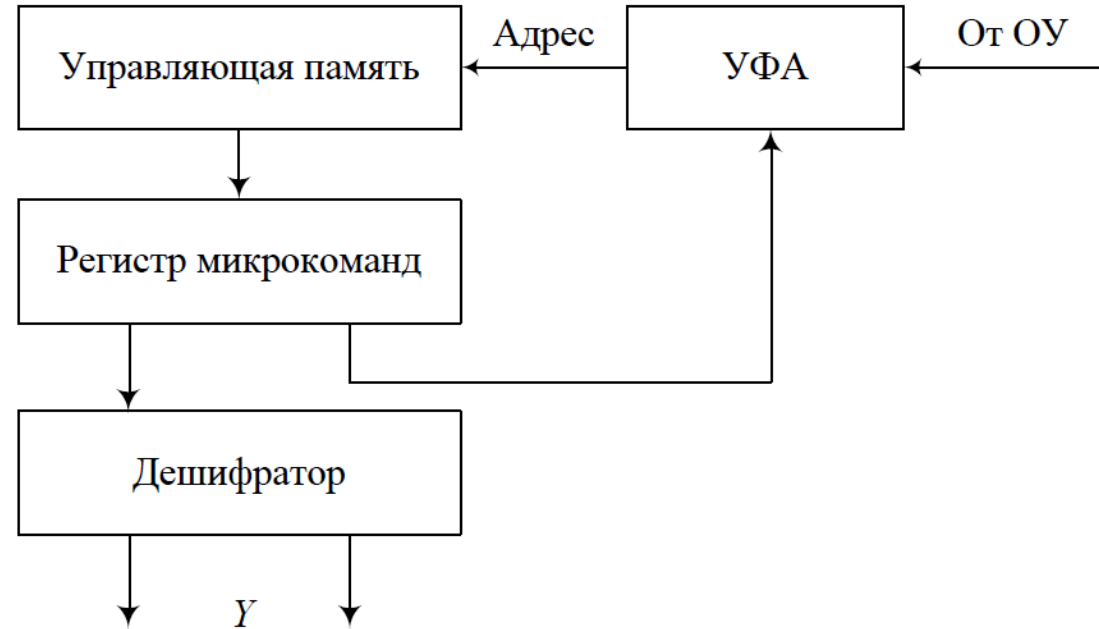 Управляющая память
Адрес
УФА
От ОУ
Регистр микрокоманд
Дешифратор
Y